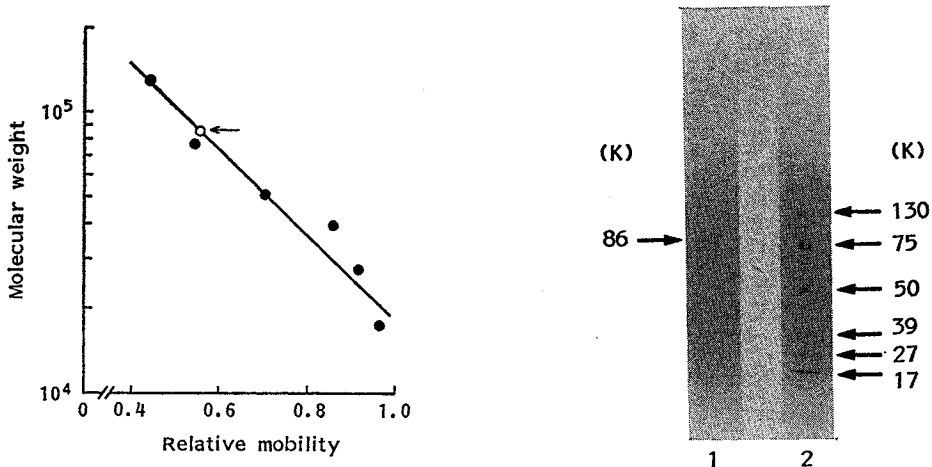 10⁵
10⁴
Molecular weight
0 0.4 0.6 0.8 1.0
Relative mobility
(K)
86
(K)
130
75
50
39
27
17
1 2